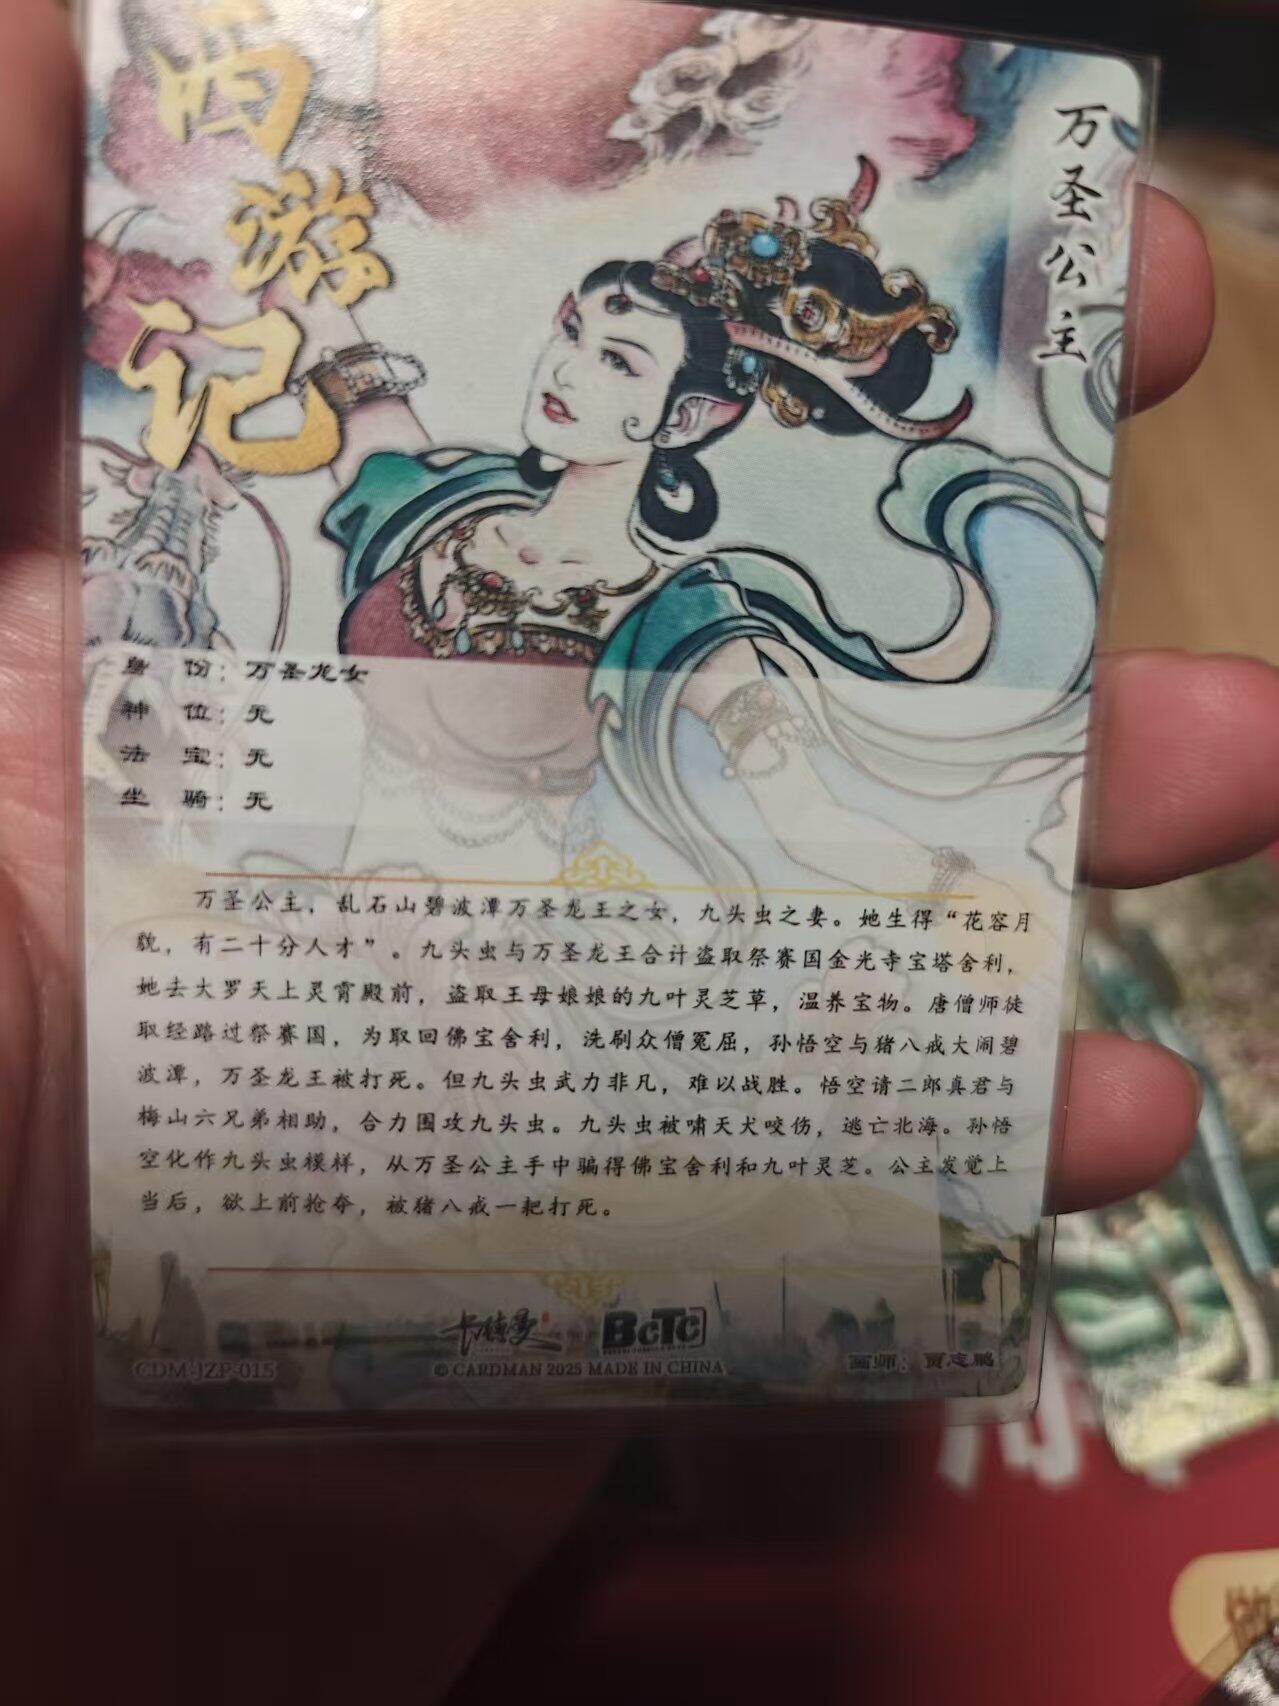 西游记
万圣公主
身 份：万圣龙女
神 位：无
法 宝：无
坐 骑：无
万圣公主，乱石山碧波潭万圣龙王之女，九头虫之妻。她生得“花容月
貌，有二十分人才”。九头虫与万圣龙王合计盗取祭赛国金光寺宝塔舍利，
她去大罗天上灵霄殿前，盗取王母娘娘的九叶灵芝草，温养宝物。唐僧师徒
取经路过祭赛国，为取回佛宝舍利，洗刷众僧冤屈，孙悟空与猪八戒大闹碧
波潭，万圣龙王被打死。但九头虫武力非凡，难以战胜。悟空请二郎真君与
梅山六兄弟相助，合力围攻九头虫。九头虫被啸天犬咬伤，逃亡北海。孙悟
空化作九头虫模样，从万圣公主手中骗得佛宝舍利和九叶灵芝。公主发觉上
当后，欲上前抢夺，被猪八戒一耙打死。
卡德曼 BCTC
CDM-JZP-015
© CARDMAN 2025 MADE IN CHINA
画师：贾志鹏